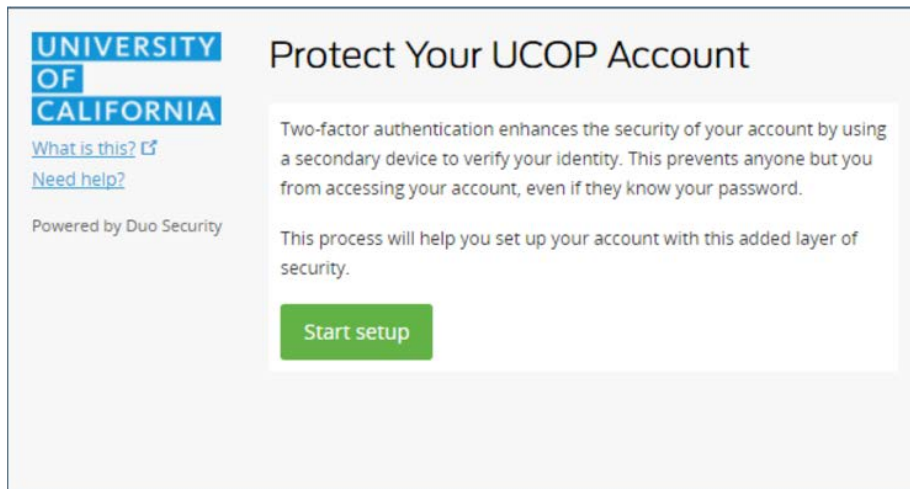 UNIVERSITY
OF
CALIFORNIA
What is this?
Need help?
Powered by Duo Security
Protect Your UCOP Account
Two-factor authentication enhances the security of your account by using
a secondary device to verify your identity. This prevents anyone but you
from accessing your account, even if they know your password.
This process will help you set up your account with this added layer of
security.
Start setup